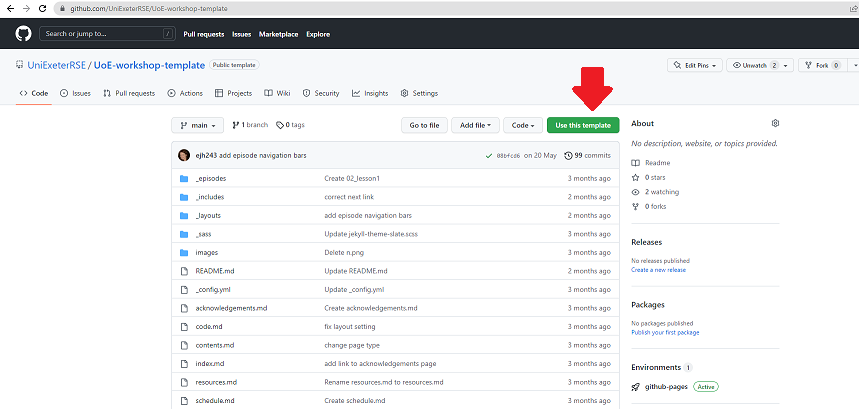 github.com/UniExeterRSE/UoE-workshop-template
Search or jump to... / Pull requests Issues Marketplace Explore
UniExeterRSE / UoE-workshop-template Public template
Edit Pins Unwatch 2 Fork 0
Code Issues Pull requests Actions Projects Wiki Security Insights Settings
main 1 branch 0 tags Go to file Add file Code Use this template
ejh243 add episode navigation bars on 20 May 99 commits
_episodes Create 02_lesson1 3 months ago
_includes correct next link 2 months ago
_layouts add episode navigation bars 2 months ago
_sass Update jekyll-theme-slate.scss 3 months ago
images Delete n.png 3 months ago
README.md Update README.md 2 months ago
_config.yml Update _config.yml 3 months ago
acknowledgements.md Create acknowledgements.md 3 months ago
code.md fix layout setting 3 months ago
contents.md change page type 3 months ago
index.md add link to acknowledgements page 3 months ago
resources.md Rename resources.md to resources.md 3 months ago
schedule.md Create schedule.md 3 months ago
About
No description, website, or topics provided.
Readme
0 stars
2 watching
0 forks
Releases
No releases published
Create a new release
Packages
No packages published
Publish your first package
Environments 1
github-pages Active